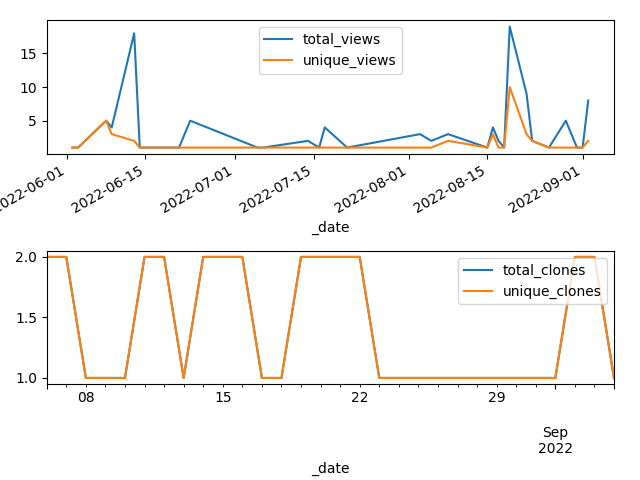 15
10
5
total_views
unique_views
2022-06-01
2022-06-15
2022-07-01
2022-07-15
2022-08-01
2022-08-15
2022-09-01
_date
2.0
1.5
1.0
total_clones
unique_clones
08
15
22
29
Sep
2022
_date